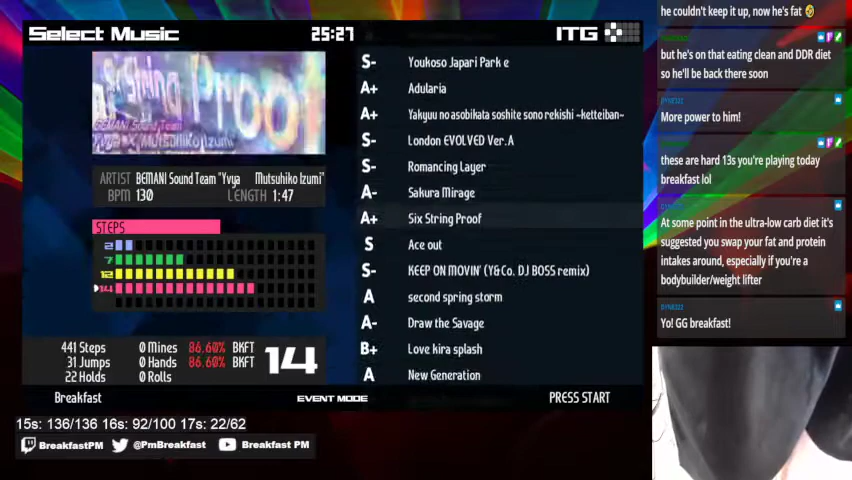 Select Music
25:27
ITG
String Proof
BEMANI Sound Team
Mutsuhiko Izumi
ARTIST BEMANI Sound Team "Yvya   Mutsuhiko Izumi"
BPM 130 LENGTH 1:47
STEPS
2
7
12
14
441 Steps 0 Mines 86.60% BKFT
31 Jumps 0 Hands 86.60% BKFT
22 Holds 0 Rolls
14
S- Youkoso Japari Park e
A+ Adularia
A+ Yakyuu no asobikata soshite sono rekishi ~ketteiban~
S- London EVOLVED Ver.A
S- Romancing Layer
A- Sakura Mirage
A+ Six String Proof
S Ace out
S- KEEP ON MOVIN' (Y&Co. DJ BOSS remix)
A second spring storm
A- Draw the Savage
B+ Love kira splash
A New Generation
Breakfast EVENT MODE PRESS START
15s: 136/136 16s: 92/100 17s: 22/62
BreakfastPM @PmBreakfast Breakfast PM
he couldn't keep it up, now he's fat
but he's on that eating clean and DDR diet
so he'll be back there soon
More power to him!
these are hard 13s you're playing today
breakfast lol
At some point in the ultra-low carb diet it's
suggested you swap your fat and protein
intakes around, especially if you're a
bodybuilder/weight lifter
Yo! GG breakfast!